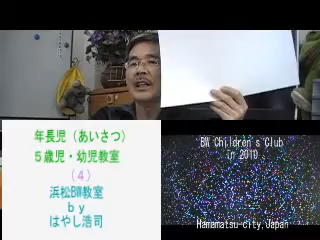 年長児（あいさつ）
５歳児・幼児教室
（４）
浜松BW教室
ｂｙ
はやし浩司
BW Children's Club
in 2010
Hamamatsu-city,Japan